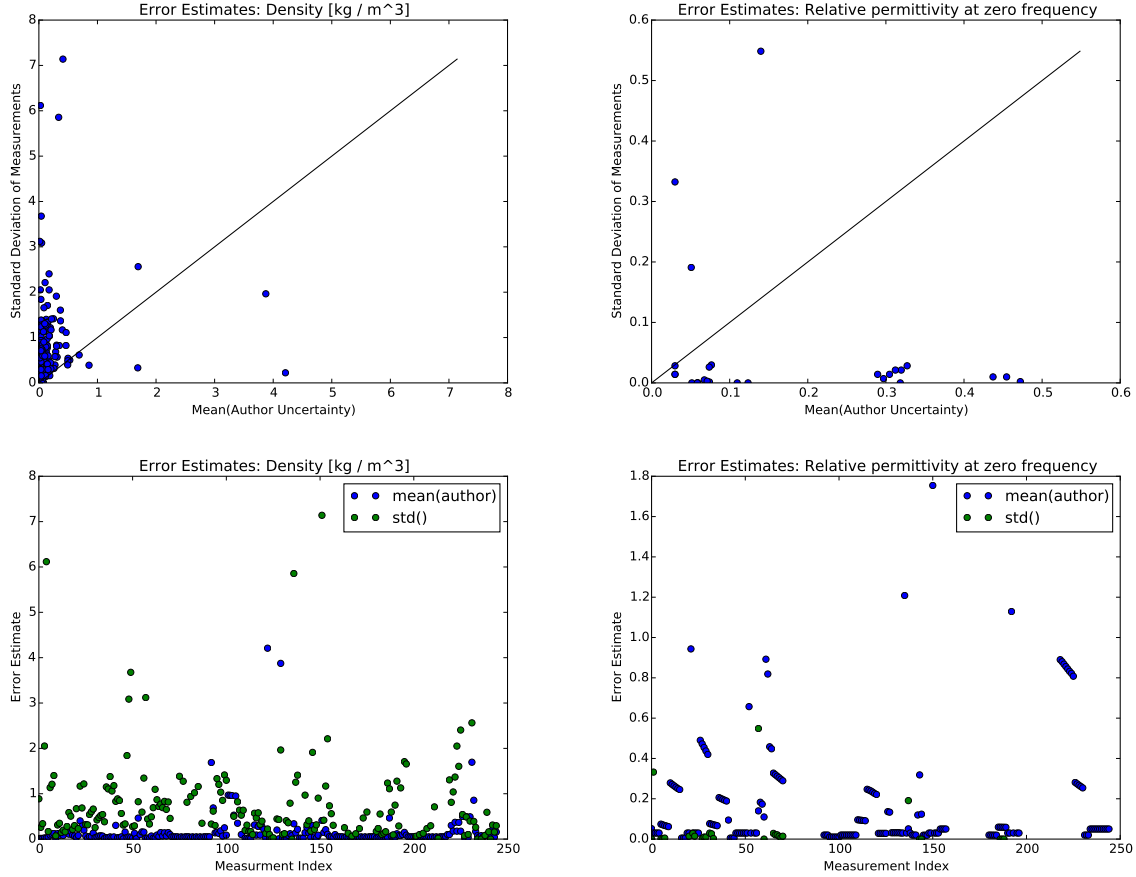 Error Estimates: Density [kg / m^3]
8
7
6
5
4
3
2
1
0
Standard Deviation of Measurements
0 1 2 3 4 5 6 7 8
Mean(Author Uncertainty)
Error Estimates: Relative permittivity at zero frequency
0.6
0.5
0.4
0.3
0.2
0.1
0.0
Standard Deviation of Measurements
0.0 0.1 0.2 0.3 0.4 0.5 0.6
Mean(Author Uncertainty)
Error Estimates: Density [kg / m^3]
8
7
6
5
4
3
2
1
0
Error Estimate
mean(author)
std()
0 50 100 150 200 250
Measurment Index
Error Estimates: Relative permittivity at zero frequency
1.8
1.6
1.4
1.2
1.0
0.8
0.6
0.4
0.2
0.0
Error Estimate
mean(author)
std()
0 50 100 150 200 250
Measurement Index